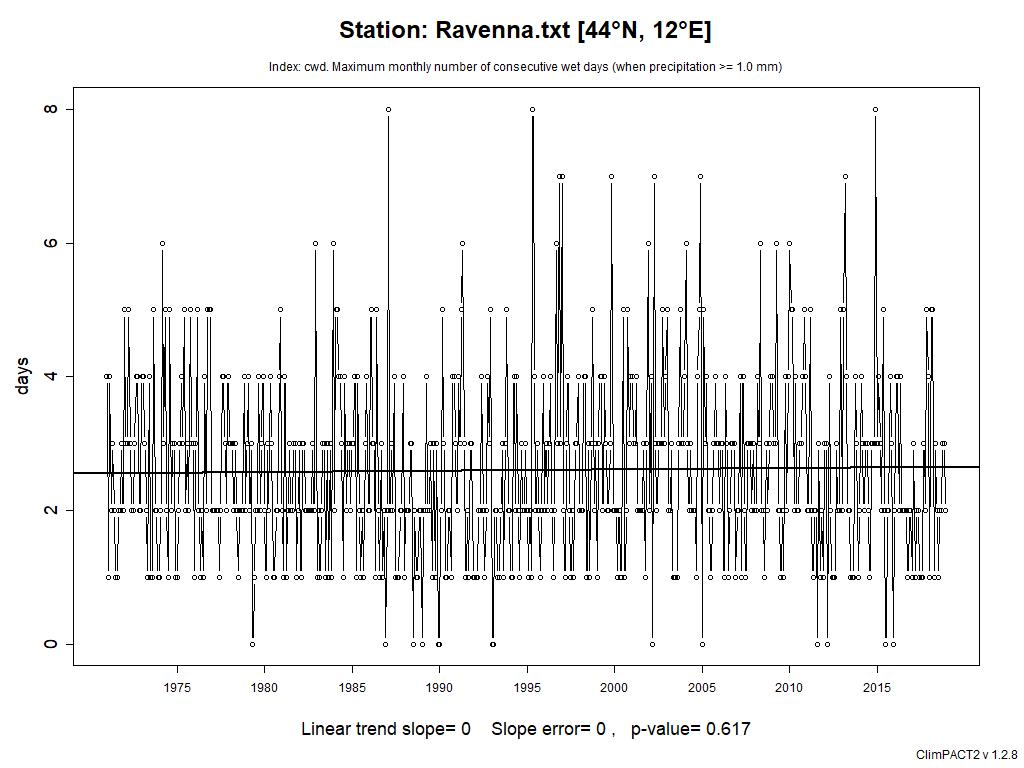 Station: Ravenna.txt [44°N, 12°E]
Index: cwd. Maximum monthly number of consecutive wet days (when precipitation >= 1.0 mm)
8
6
4
2
0
days
1975 1980 1985 1990 1995 2000 2005 2010 2015
Linear trend slope= 0 Slope error= 0 , p-value= 0.617
ClimPACT2 v 1.2.8